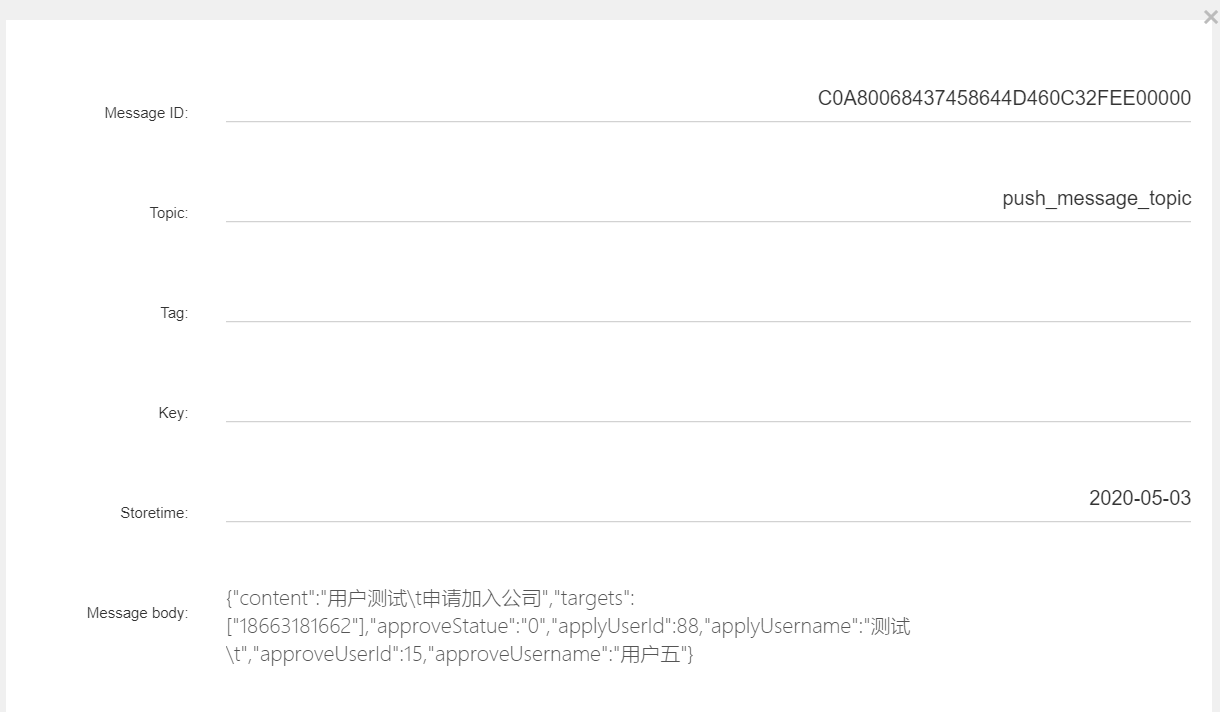 ×
Message ID: C0A80068437458644D460C32FEE00000
Topic: push_message_topic
Tag:
Key:
Storetime: 2020-05-03
Message body: {"content":"用户测试\t申请加入公司","targets":
["18663181662"],"approveStatue":"0","applyUserId":88,"applyUsername":"测试
\t","approveUserId":15,"approveUsername":"用户五"}